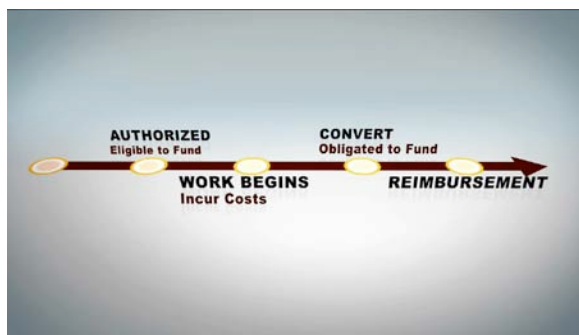 AUTHORIZED
Eligible to Fund
WORK BEGINS
Incur Costs
CONVERT
Obligated to Fund
REIMBURSEMENT